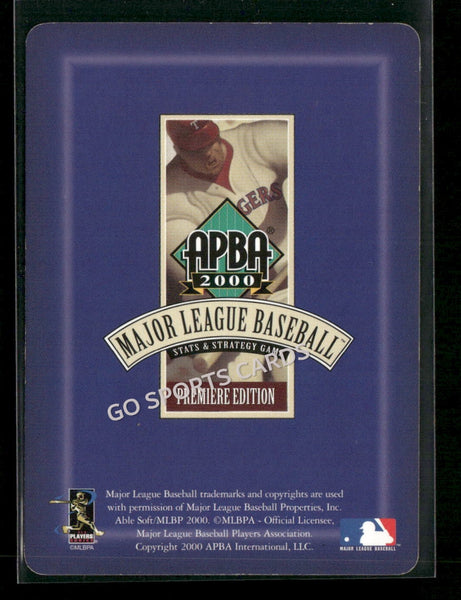 T
GERS
APBA®
2000
MAJOR LEAGUE BASEBALL™
STATS & STRATEGY GAME
GO SPORTS CARDS
PREMIERE EDITION
Major League Baseball trademarks and copyrights are used
with permission of Major League Baseball Properties, Inc.
Able Soft/MLBP 2000. ©MLBPA - Official Licensee,
Major League Baseball Players Association.
Copyright 2000 APBA International, LLC.
PLAYERS
CHOICE
©MLBPA
MAJOR LEAGUE BASEBALL